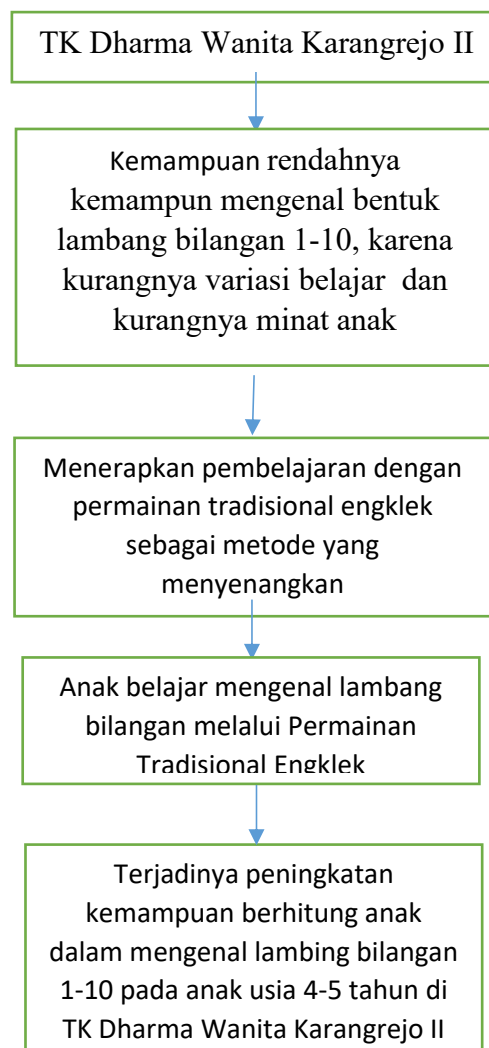 TK Dharma Wanita Karangrejo II
Kemampuan rendahnya
kemampun mengenal bentuk
lambang bilangan 1-10, karena
kurangnya variasi belajar dan
kurangnya minat anak
Menerapkan pembelajaran dengan
permainan tradisional engklek
sebagai metode yang
menyenangkan
Anak belajar mengenal lambang
bilangan melalui Permainan
Tradisional Engklek
Terjadinya peningkatan
kemampuan berhitung anak
dalam mengenal lambing bilangan
1-10 pada anak usia 4-5 tahun di
TK Dharma Wanita Karangrejo II